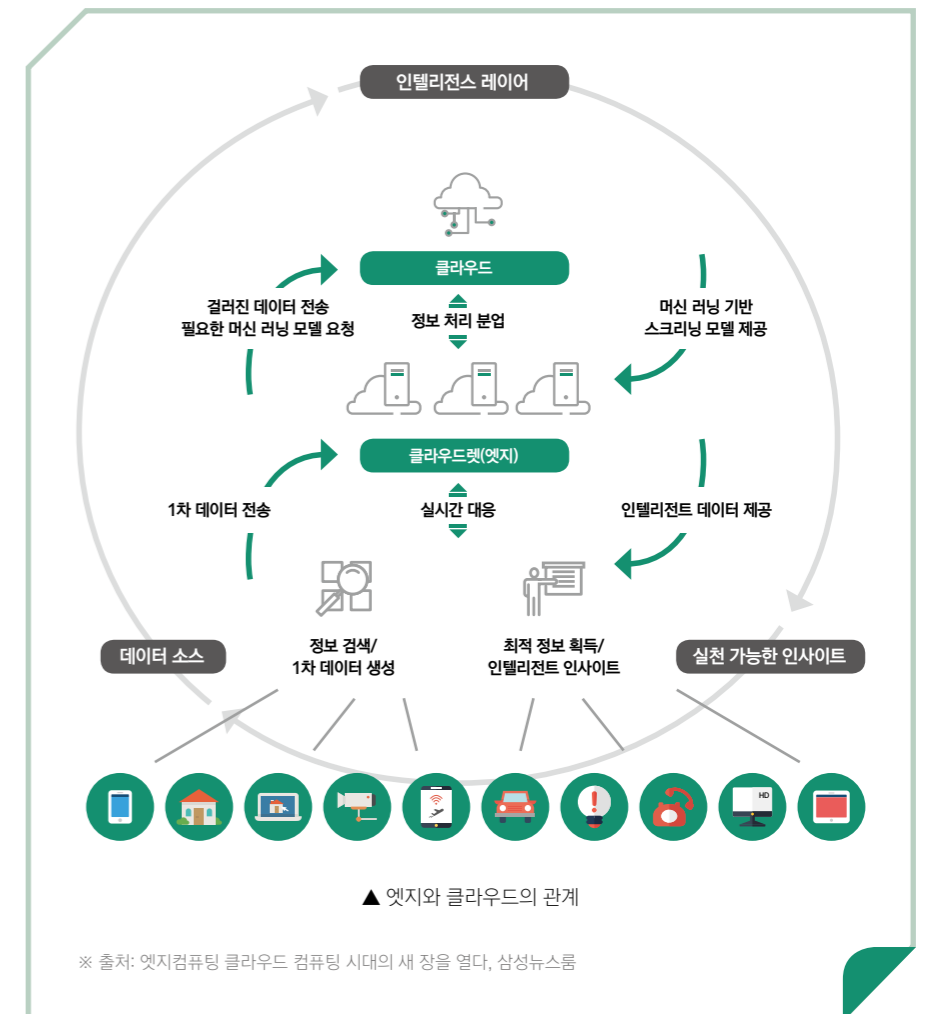 인텔리전스 레이어
클라우드
걸러진 데이터 전송
필요한 머신 러닝 모델 요청
정보 처리 분업
머신 러닝 기반
스크리닝 모델 제공
클라우드렛(엣지)
1차 데이터 전송
실시간 대응
인텔리전트 데이터 제공
데이터 소스
정보 검색/
1차 데이터 생성
최적 정보 획득/
인텔리전트 인사이트
실천 가능한 인사이트
HD
▲ 엣지와 클라우드의 관계
※ 출처: 엣지컴퓨팅 클라우드 컴퓨팅 시대의 새 장을 열다, 삼성뉴스룸